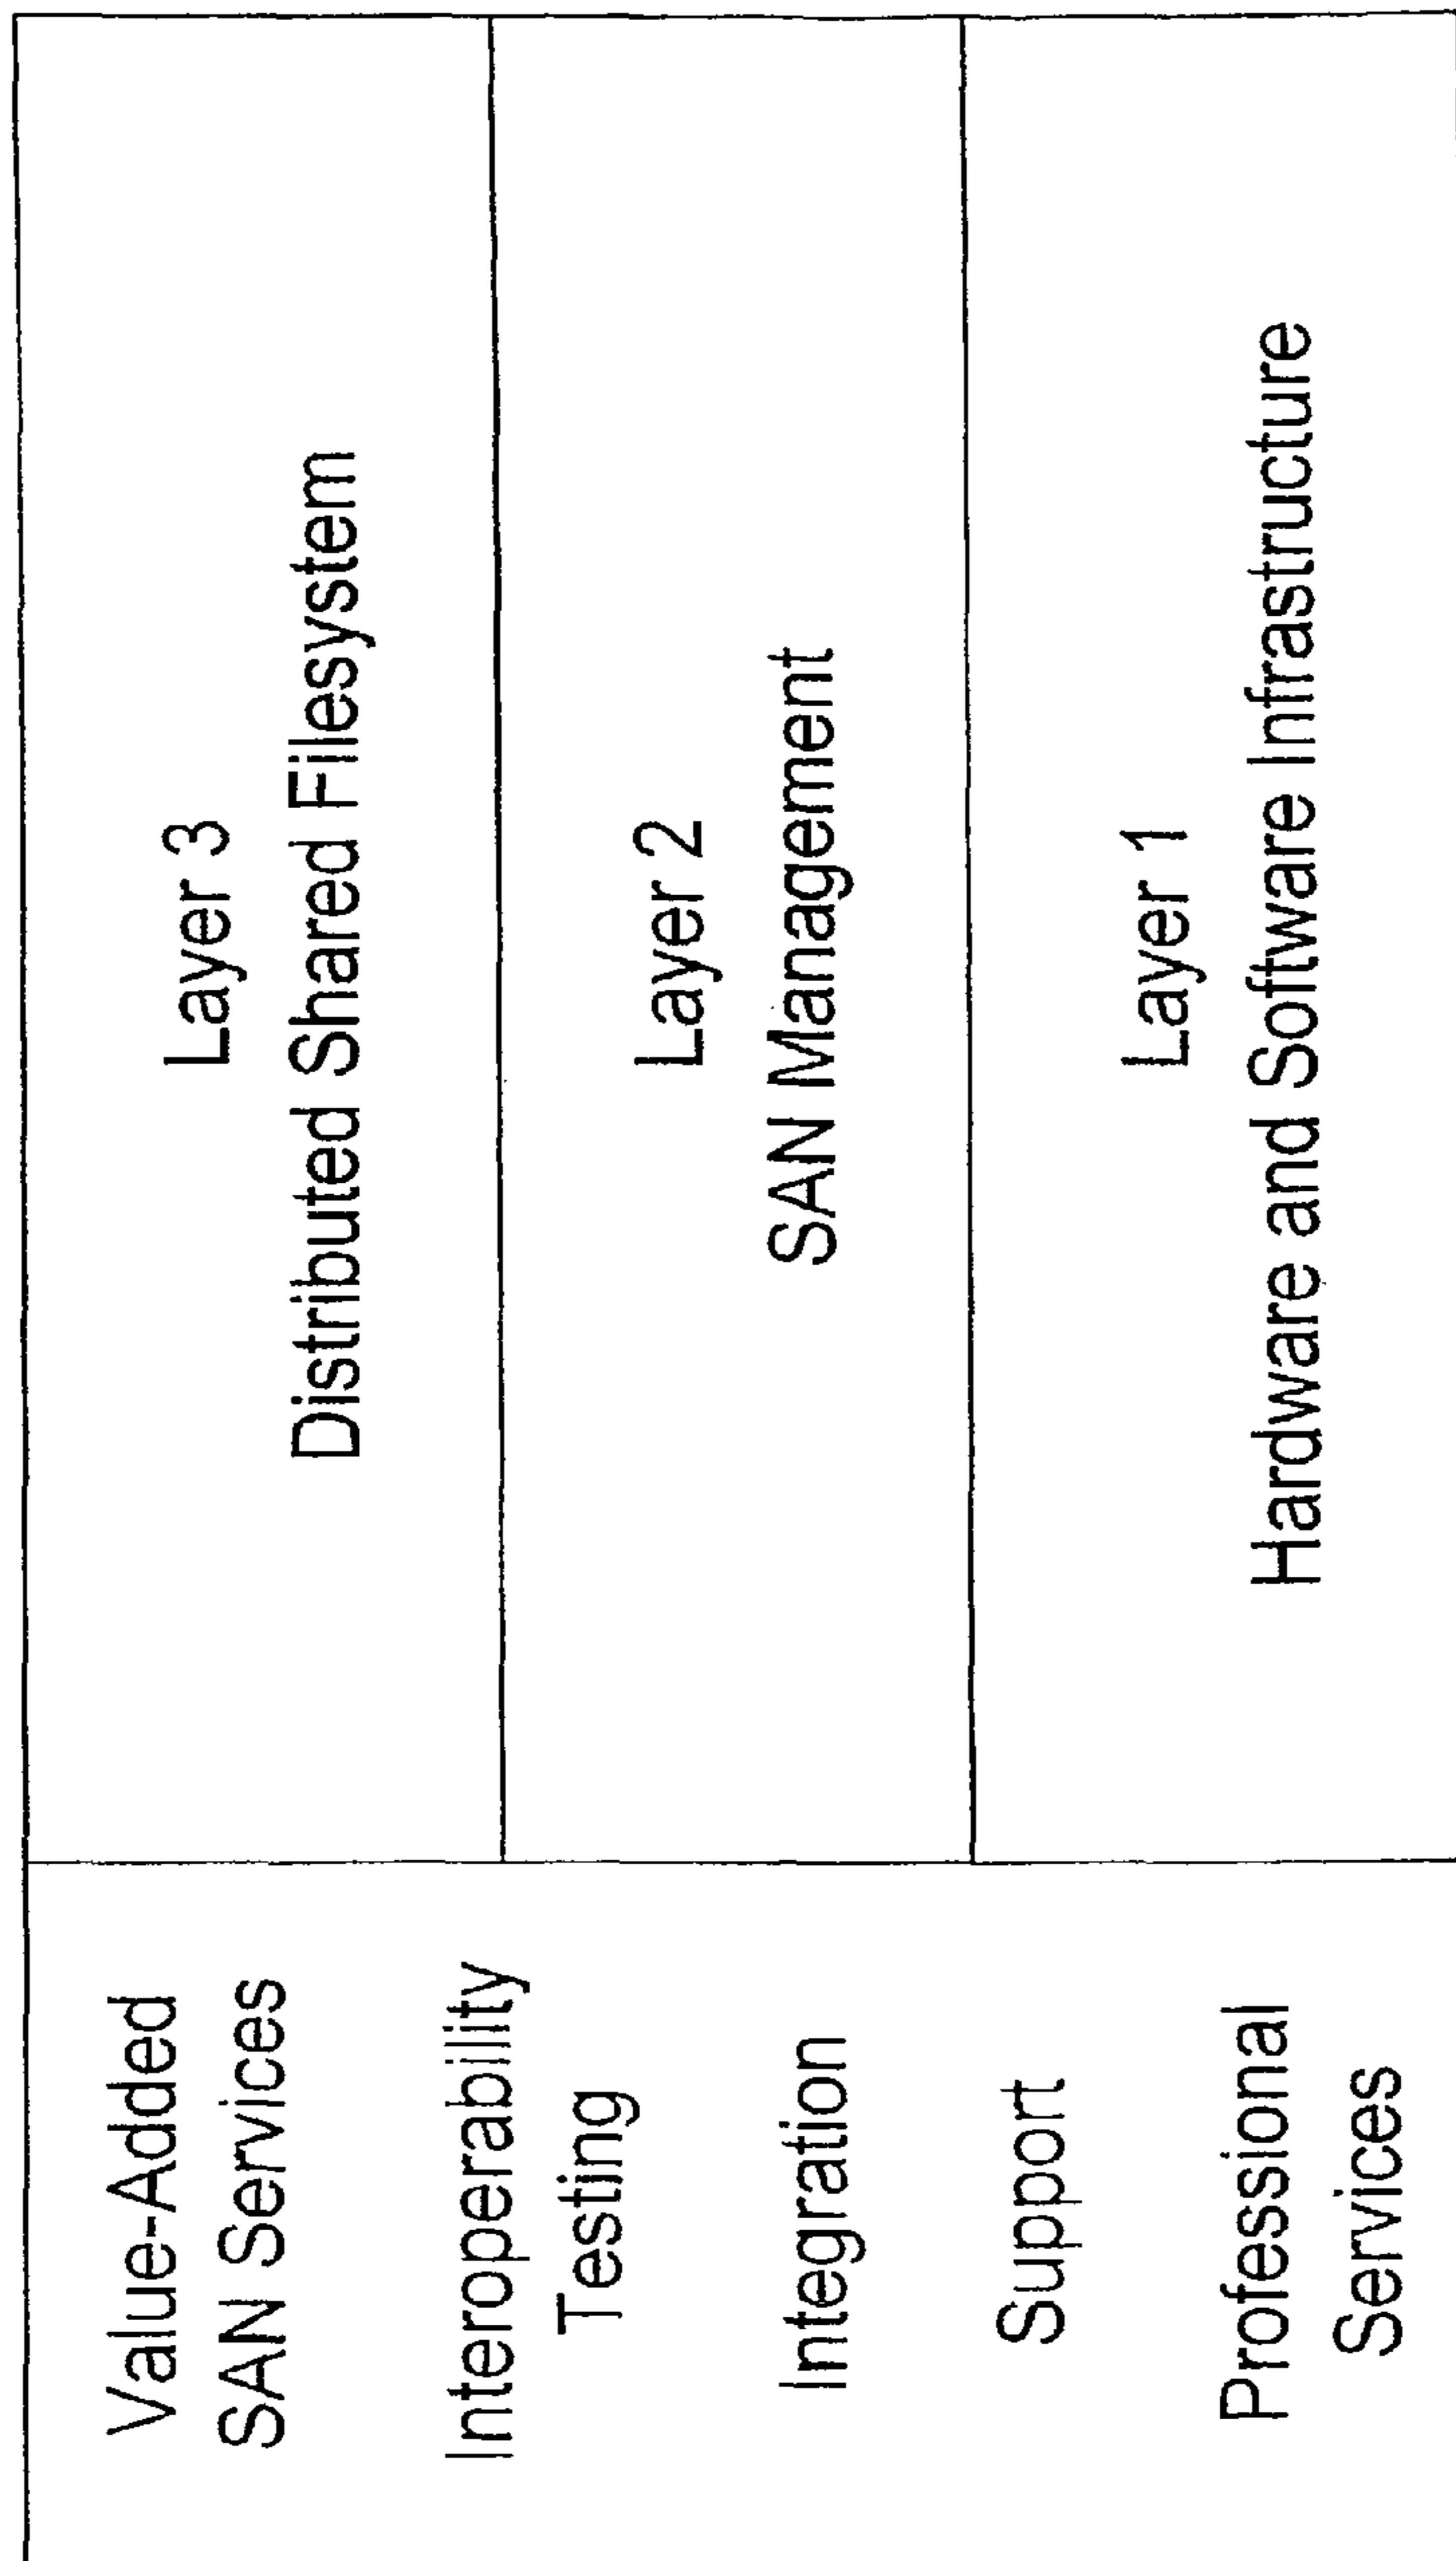 Value-Added
SAN Services
Interoperability
Testing
Integration
Support
Professional
Services
Layer 3
Distributed Shared Filesystem
Layer 2
SAN Management
Layer 1
Hardware and Software Infrastructure